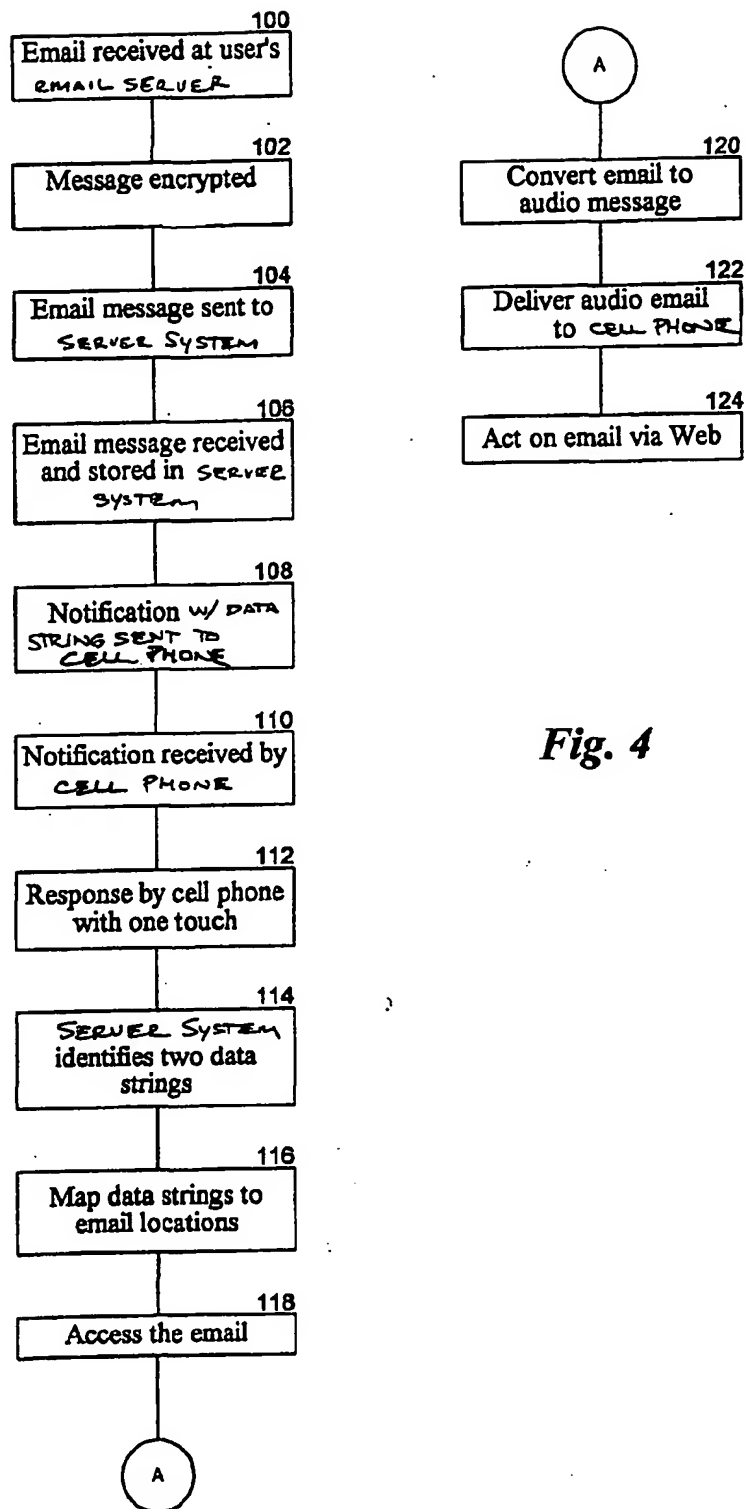 100
Email received at user's
EMAIL SERVER
102
Message encrypted
104
Email message sent to
SERVER SYSTEM
106
Email message received
and stored in SERVER
SYSTEM
108
Notification W/ DATA
STRING SENT TO
CELL PHONE
110
Notification received by
CELL PHONE
112
Response by cell phone
with one touch
114
SERVER SYSTEM
identifies two data
strings
116
Map data strings to
email locations
118
Access the email
A
A
120
Convert email to
audio message
122
Deliver audio email
to CELL PHONE
124
Act on email via Web
Fig. 4